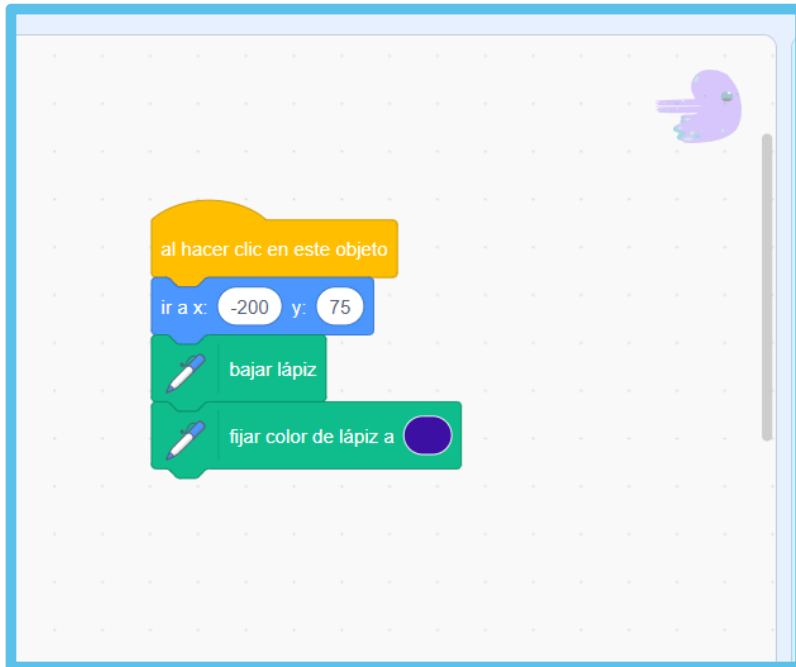 al hacer clic en este objeto
ir a x: -200 y: 75
bajar lápiz
fijar color de lápiz a